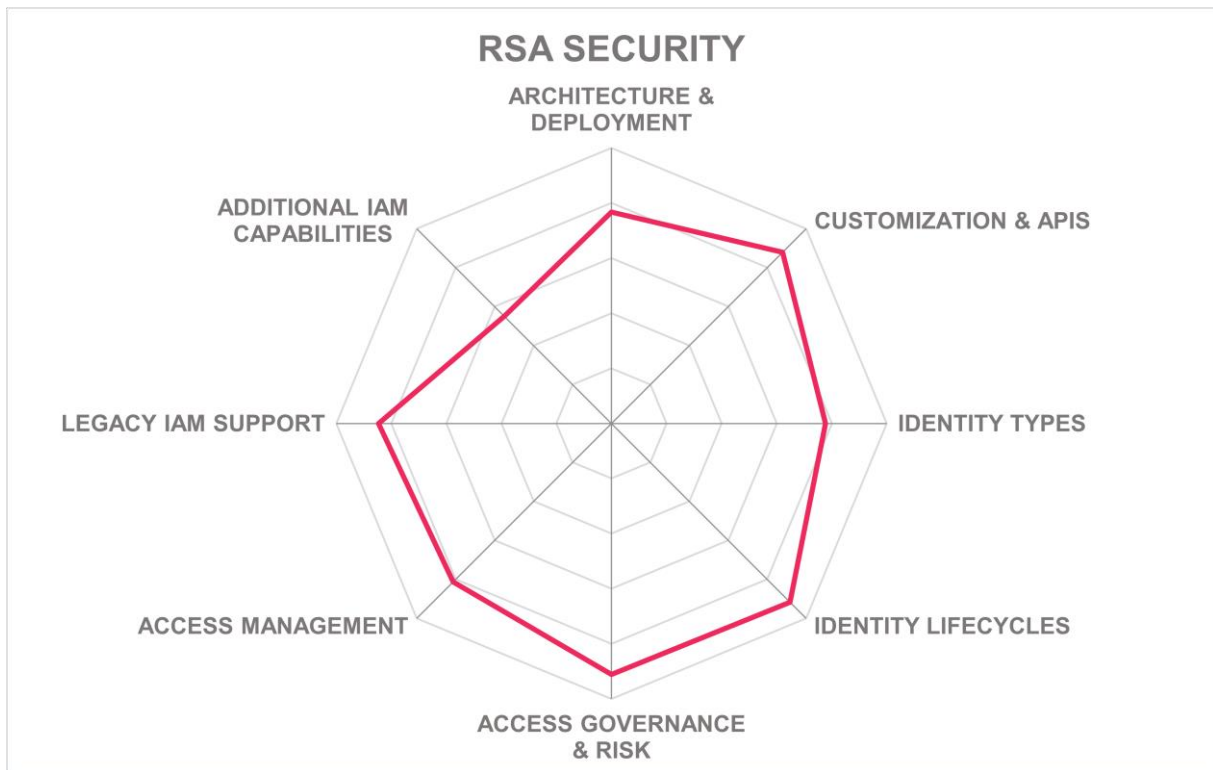 RSA SECURITY
ARCHITECTURE &
DEPLOYMENT
ADDITIONAL IAM
CAPABILITIES
CUSTOMIZATION & APIS
LEGACY IAM SUPPORT
IDENTITY TYPES
ACCESS MANAGEMENT
IDENTITY LIFECYCLES
ACCESS GOVERNANCE
& RISK